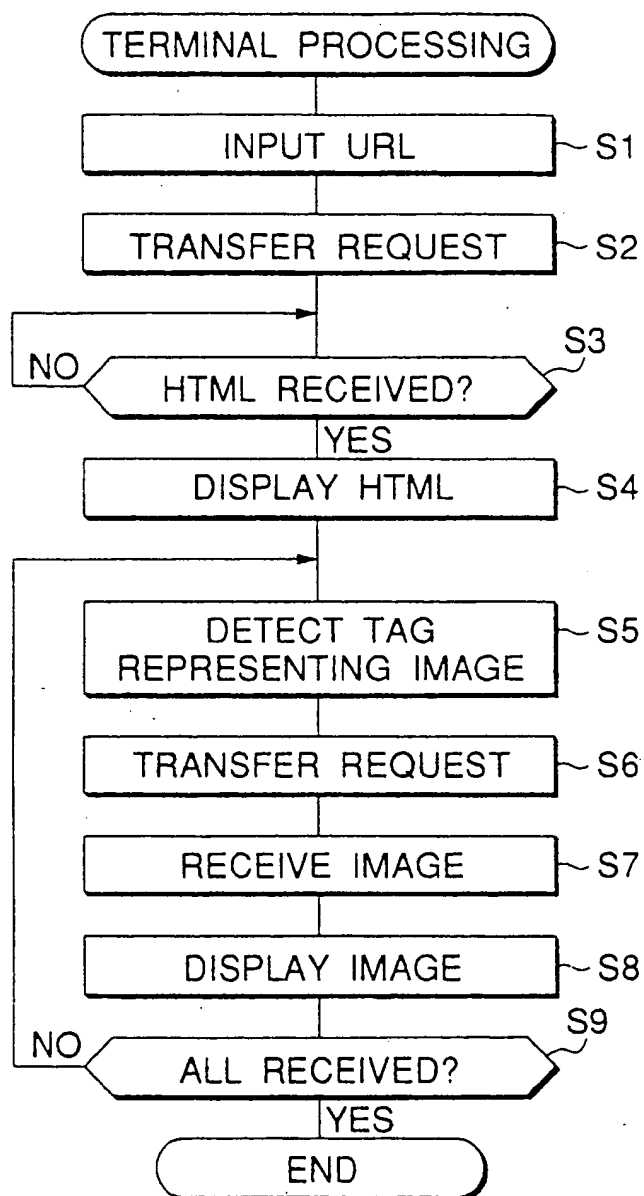 TERMINAL PROCESSING
INPUT URL
S1
TRANSFER REQUEST
S2
S3
NO
HTML RECEIVED?
YES
DISPLAY HTML
S4
DETECT TAG
REPRESENTING IMAGE
S5
TRANSFER REQUEST
S6
RECEIVE IMAGE
S7
DISPLAY IMAGE
S8
S9
NO
ALL RECEIVED?
YES
END